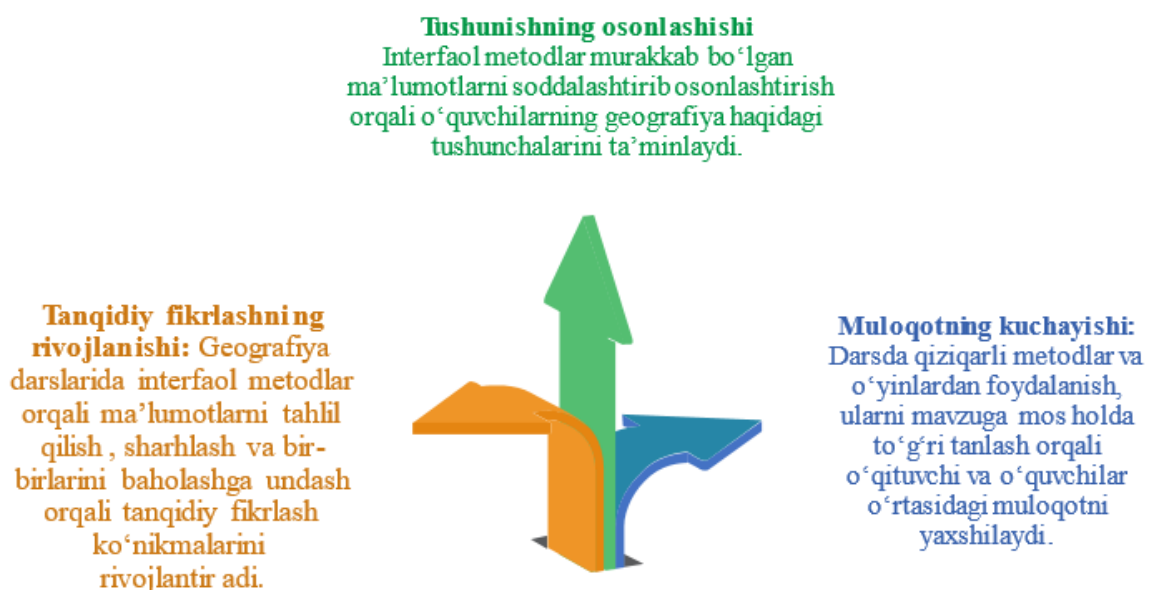 Tushunishning osonlashishi
Interfaol metodlar murakkab bo‘lgan
ma’lumotlarni soddalashtirib osonlashtirish
orqali o‘quvchilarning geografiya haqidagi
tushunchalarini ta’minlaydi.
Tanqidiy fikrlashning
rivojlanishi: Geografiya
darslarida interfaol metodlar
orqali ma’lumotlarni tahlil
qilish , sharhlash va bir-
birlarini baholashga undash
orqali tanqidiy fikrlash
ko‘nikmalarini
rivojlantir adi.
Muloqotning kuchayishi:
Darsda qiziqarli metodlar va
o‘yinlardan foydalanish,
ularni mavzuga mos holda
to‘g‘ri tanlash orqali
o‘qituvchi va o‘quvchilar
o‘rtasidagi muloqotni
yaxshilaydi.